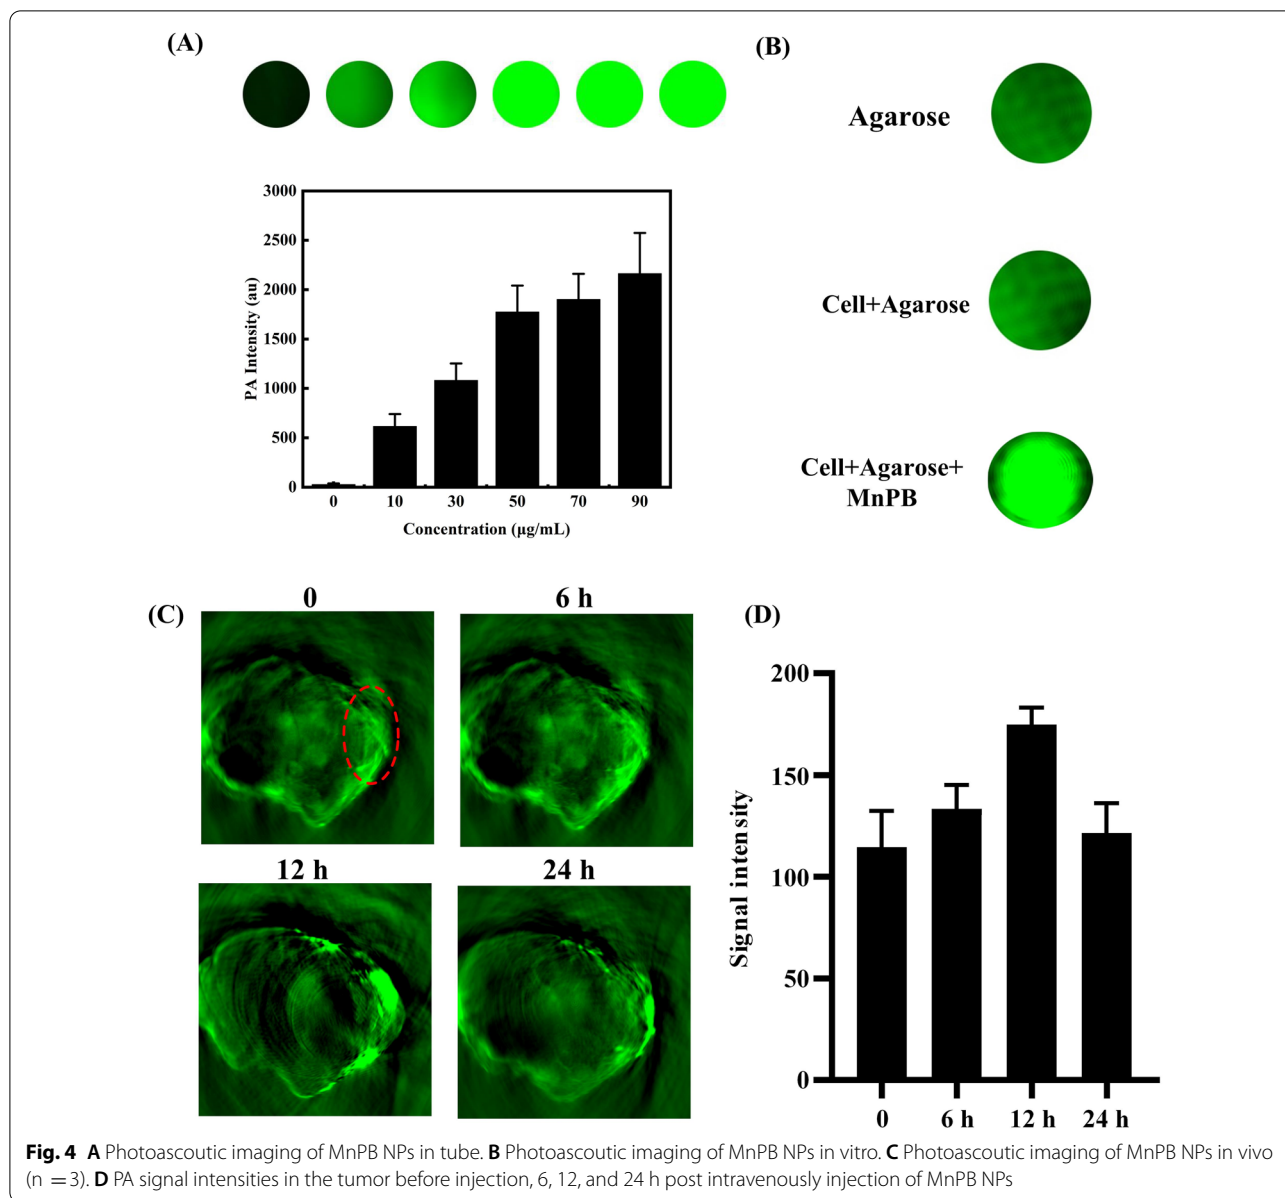 (A)
(B)
Agarose
Cell+Agarose
Cell+Agarose+
MnPB
3000
2500
2000
1500
1000
500
0
PA Intensity (au)
0 10 30 50 70 90
Concentration (μg/mL)
(C)
0 6 h
12 h 24 h
(D)
200
150
100
50
0
Signal intensity
0 6 h 12 h 24 h
Fig. 4 A Photoascoutic imaging of MnPB NPs in tube. B Photoascoutic imaging of MnPB NPs in vitro. C Photoascoutic imaging of MnPB NPs in vivo
(n = 3). D PA signal intensities in the tumor before injection, 6, 12, and 24 h post intravenously injection of MnPB NPs